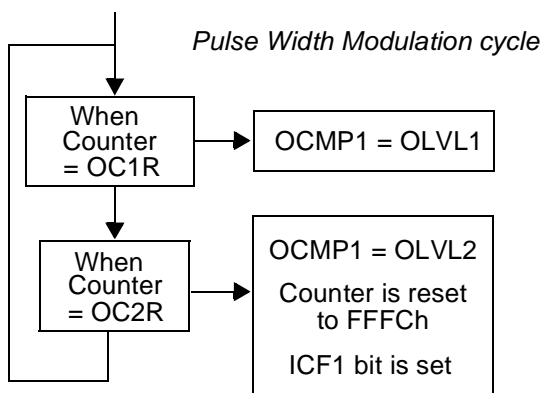 Pulse Width Modulation cycle
When
Counter
= OC1R
OCMP1 = OLVL1
When
Counter
= OC2R
OCMP1 = OLVL2
Counter is reset
to FFFCh
ICF1 bit is set